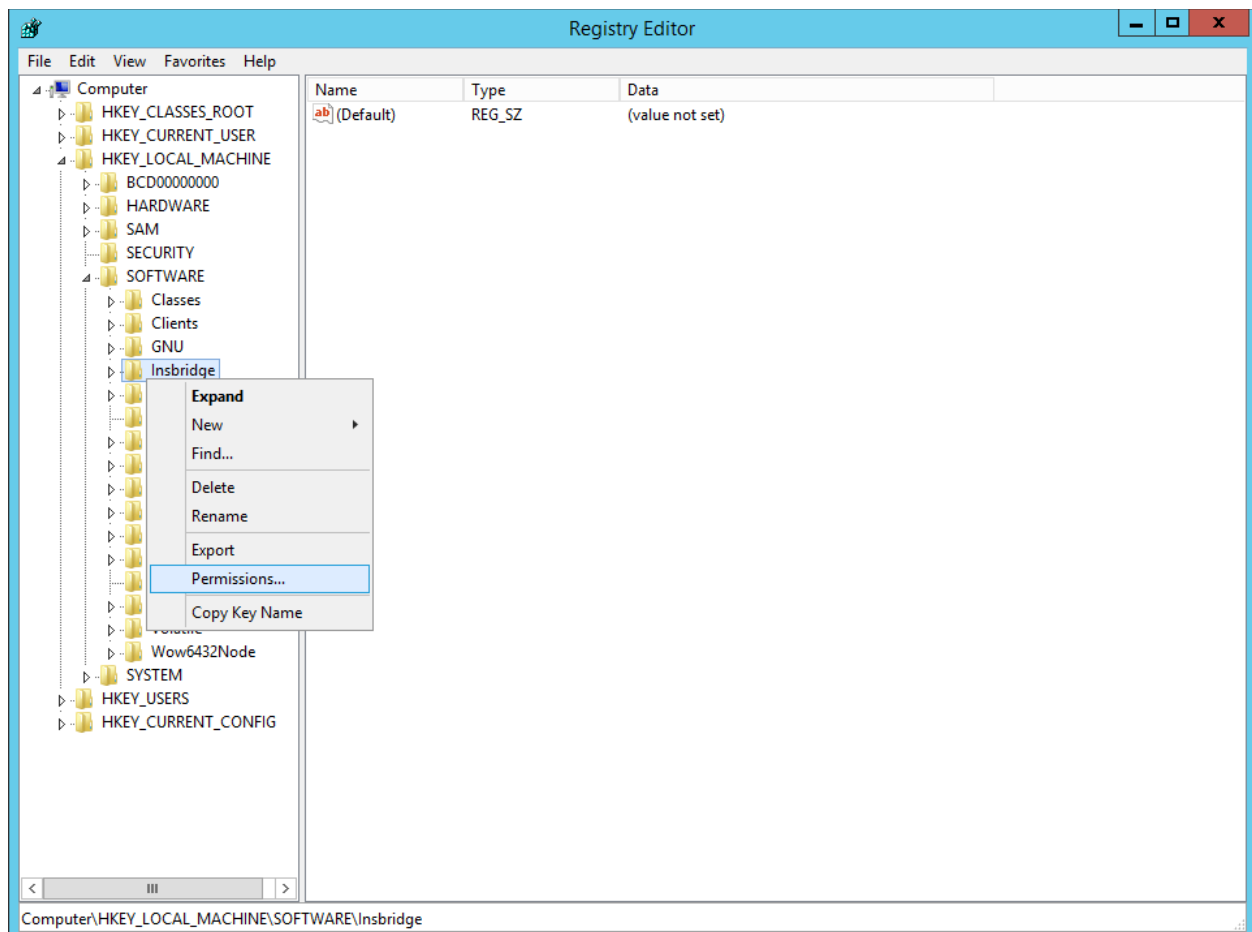 Registry Editor
File Edit View Favorites Help
Computer
HKEY_CLASSES_ROOT
HKEY_CURRENT_USER
HKEY_LOCAL_MACHINE
BCD00000000
HARDWARE
SAM
SECURITY
SOFTWARE
Classes
Clients
GNU
Insbridge
Wow6432Node
SYSTEM
HKEY_USERS
HKEY_CURRENT_CONFIG
Name Type Data
ab (Default) REG_SZ (value not set)
Expand
New
Find...
Delete
Rename
Export
Permissions...
Copy Key Name
Computer\HKEY_LOCAL_MACHINE\SOFTWARE\Insbridge